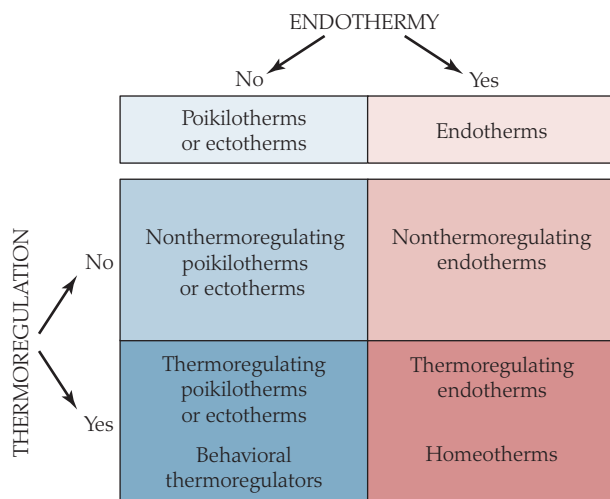 ENDOTHERMY
No
Yes
Poikilotherms
or ectotherms
Endotherms
THERMOREGULATION
No
Nonthermoregulating
poikilotherms
or ectotherms
Nonthermoregulating
endotherms
Yes
Thermoregulating
poikilotherms
or ectotherms
Behavioral
thermoregulators
Thermoregulating
endotherms
Homeotherms